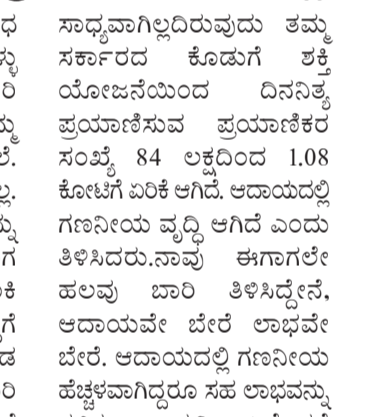 ಧ
ಳ್ಳು
ರಿ
ಮ್ಮ
ಲೆ.
ಲ್ಲ.
ನ್ನು
ಗ
ಕಿ
ಗೆ
ಡ
ರಿ
ಸಾಧ್ಯವಾಗಿಲ್ಲದಿರುವುದು ತಮ್ಮ
ಸರ್ಕಾರದ ಕೊಡುಗೆ ಶಕ್ತಿ
ಯೋಜನೆಯಿಂದ ದಿನನಿತ್ಯ
ಪ್ರಯಾಣಿಸುವ ಪ್ರಯಾಣಿಕರ
ಸಂಖ್ಯೆ 84 ಲಕ್ಷದಿಂದ 1.08
ಕೋಟಿಗೆ ಏರಿಕೆ ಆಗಿದೆ. ಆದಾಯದಲ್ಲಿ
ಗಣನೀಯ ವೃದ್ಧಿ ಆಗಿದೆ ಎಂದು
ತಿಳಿಸಿದರು.ನಾವು ಈಗಾಗಲೇ
ಹಲವು ಬಾರಿ ತಿಳಿಸಿದ್ದೇನೆ,
ಆದಾಯವೇ ಬೇರೆ ಲಾಭವೇ
ಬೇರೆ. ಆದಾಯದಲ್ಲಿ ಗಣನೀಯ
ಹೆಚ್ಚಳವಾಗಿದ್ದರೂ ಸಹ ಲಾಭವನ್ನು